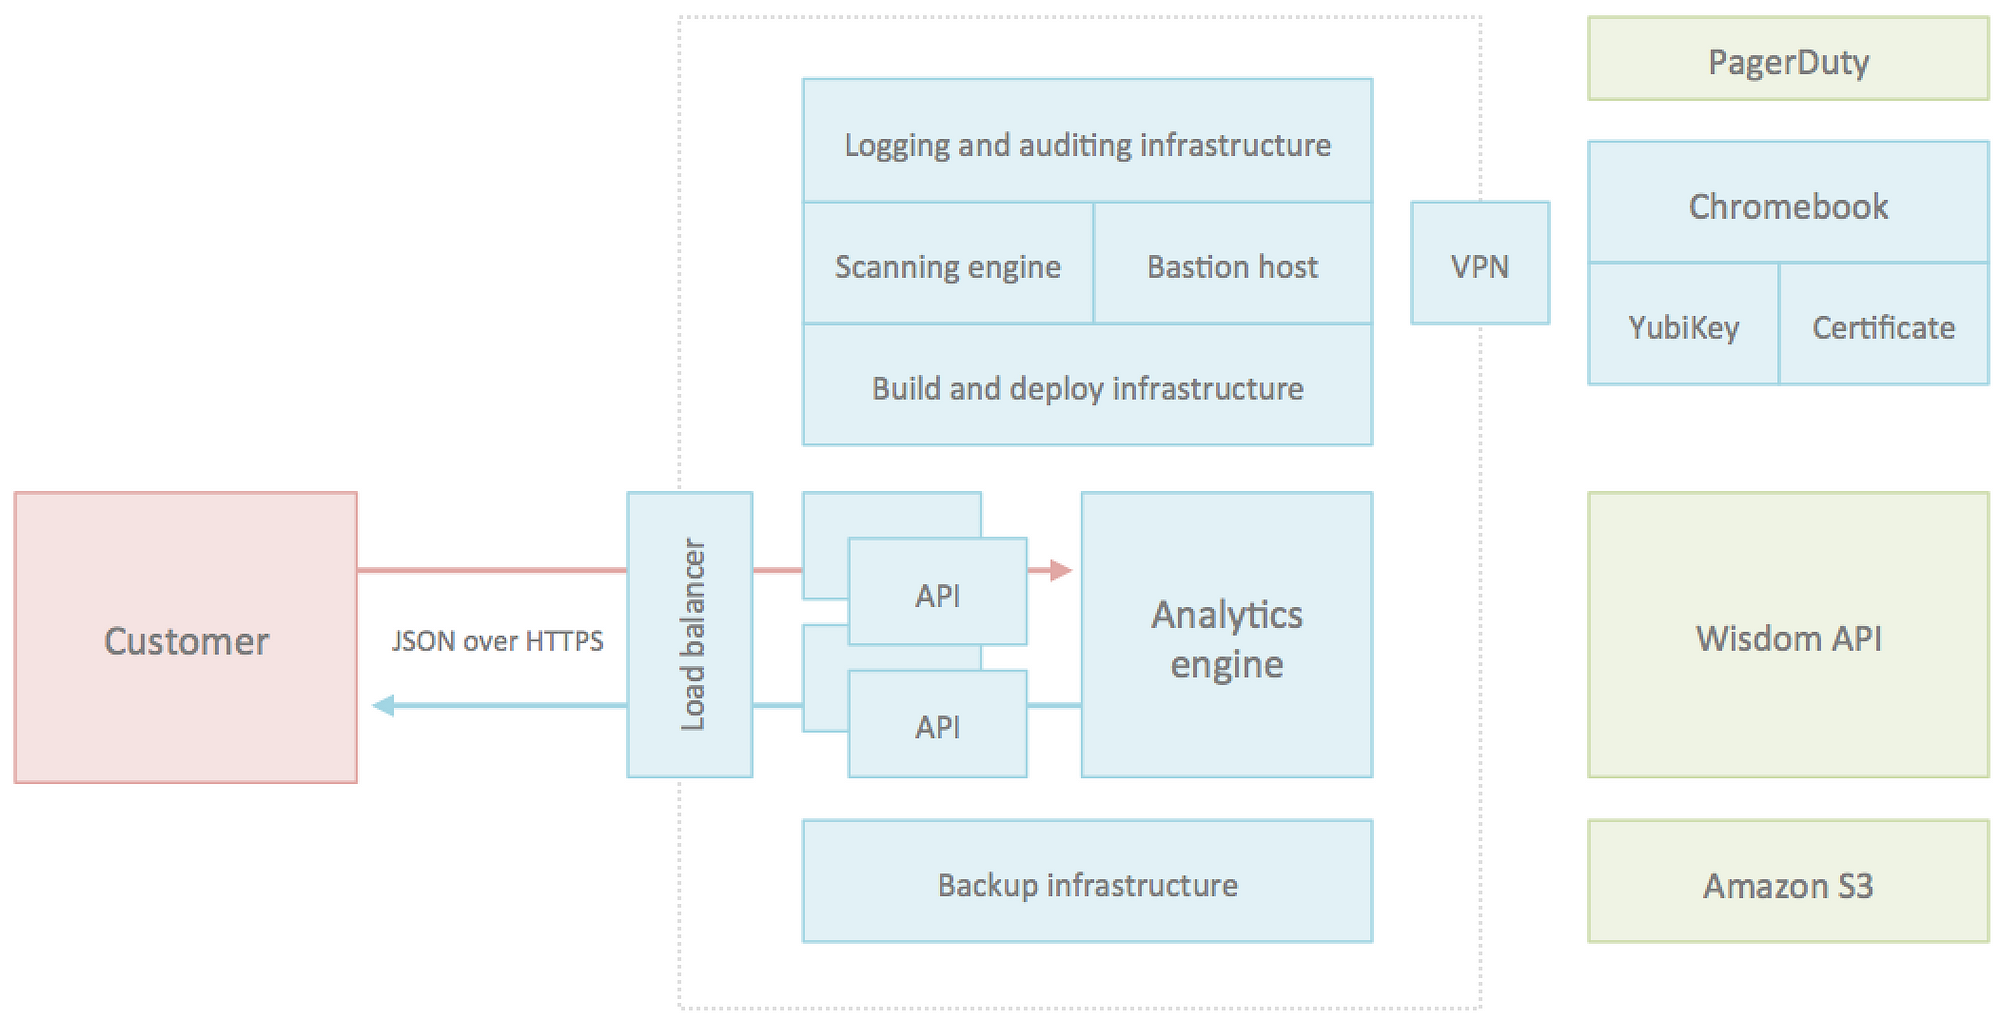 PagerDuty
Logging and auditing infrastructure
Chromebook
Scanning engine
Bastion host
VPN
YubiKey
Certificate
Build and deploy infrastructure
Customer
JSON over HTTPS
Load balancer
API
API
Analytics
engine
Wisdom API
Backup infrastructure
Amazon S3